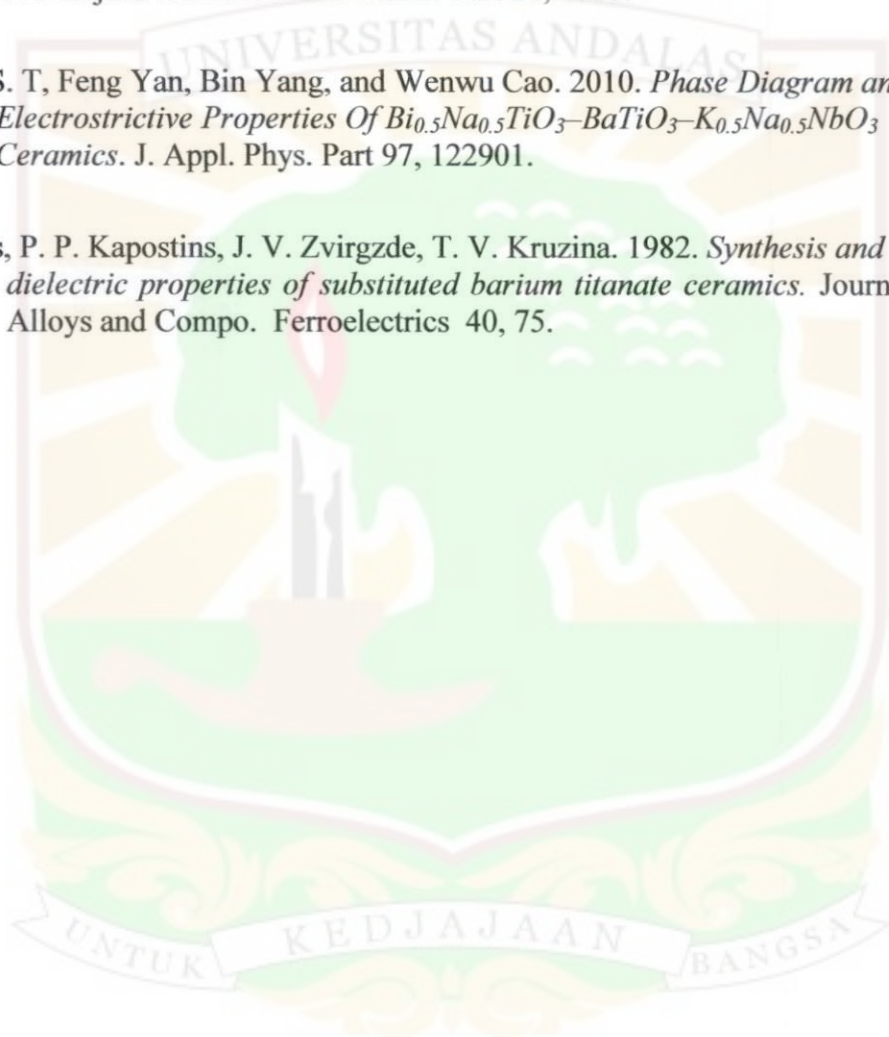 UNIVERSITAS ANDALAS
S. T, Feng Yan, Bin Yang, and Wenwu Cao. 2010. Phase Diagram an
Electrostrictive Properties Of Bi₀.₅Na₀.₅TiO₃–BaTiO₃–K₀.₅Na₀.₅NbO₃
Ceramics. J. Appl. Phys. Part 97, 122901.
s, P. P. Kapostins, J. V. Zvirgzde, T. V. Kruzina. 1982. Synthesis and
dielectric properties of substituted barium titanate ceramics. Journ
Alloys and Compo. Ferroelectrics 40, 75.
UNTUK KEDJAJAAN BANGSA